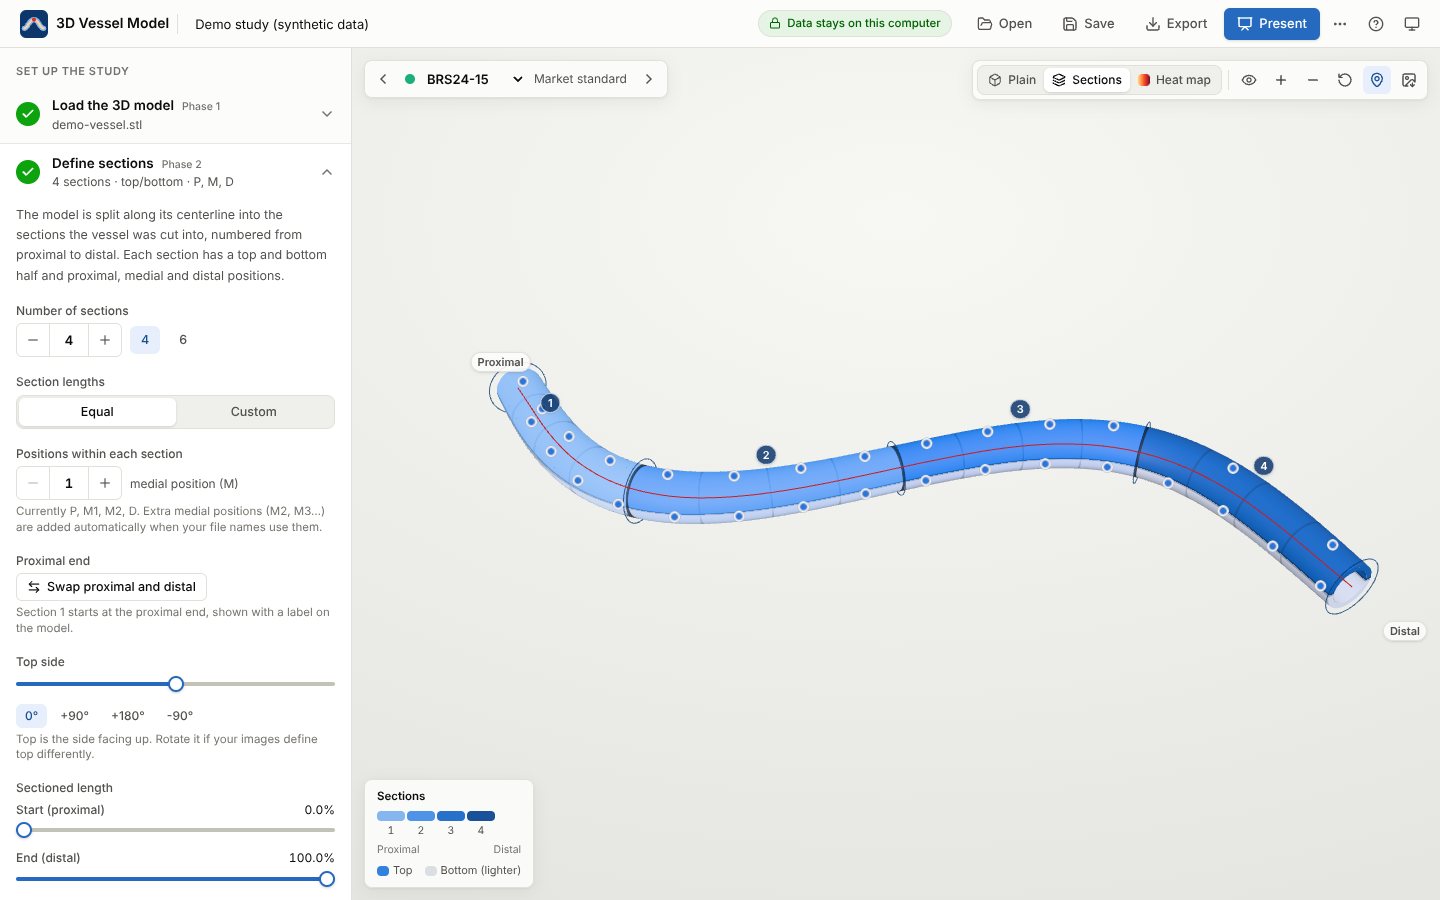 3D Vessel Model
Demo study (synthetic data)
Data stays on this computer
Open
Save
Export
Present
SET UP THE STUDY
Load the 3D model Phase 1
demo-vessel.stl
Define sections Phase 2
4 sections · top/bottom · P, M, D
The model is split along its centerline into the
sections the vessel was cut into, numbered from
proximal to distal. Each section has a top and bottom
half and proximal, medial and distal positions.
Number of sections
4
4
6
Section lengths
Equal
Custom
Positions within each section
1
medial position (M)
Currently P, M1, M2, D. Extra medial positions (M2, M3...)
are added automatically when your file names use them.
Proximal end
Swap proximal and distal
Section 1 starts at the proximal end, shown with a label on
the model.
Top side
0°
+90°
+180°
-90°
Top is the side facing up. Rotate it if your images define
top differently.
Sectioned length
Start (proximal) 0.0%
End (distal) 100.0%
BRS24-15
Market standard
Plain
Sections
Heat map
Proximal
1
2
3
4
Distal
Sections
1 2 3 4
Proximal Distal
Top
Bottom (lighter)